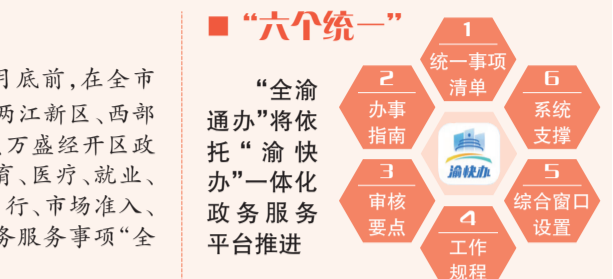 月底前，在全市
两江新区、西部
万盛经开区政
育、医疗、就业、
行、市场准入、
务服务事项“全
“六个统一”
“全渝
通办”将依
托“渝快
办”一体化
政务服务
平台推进
1
统一事项
清单
2
办事
指南
3
审核
要点
4
工作
规程
5
综合窗口
设置
6
系统
支撑
渝快办